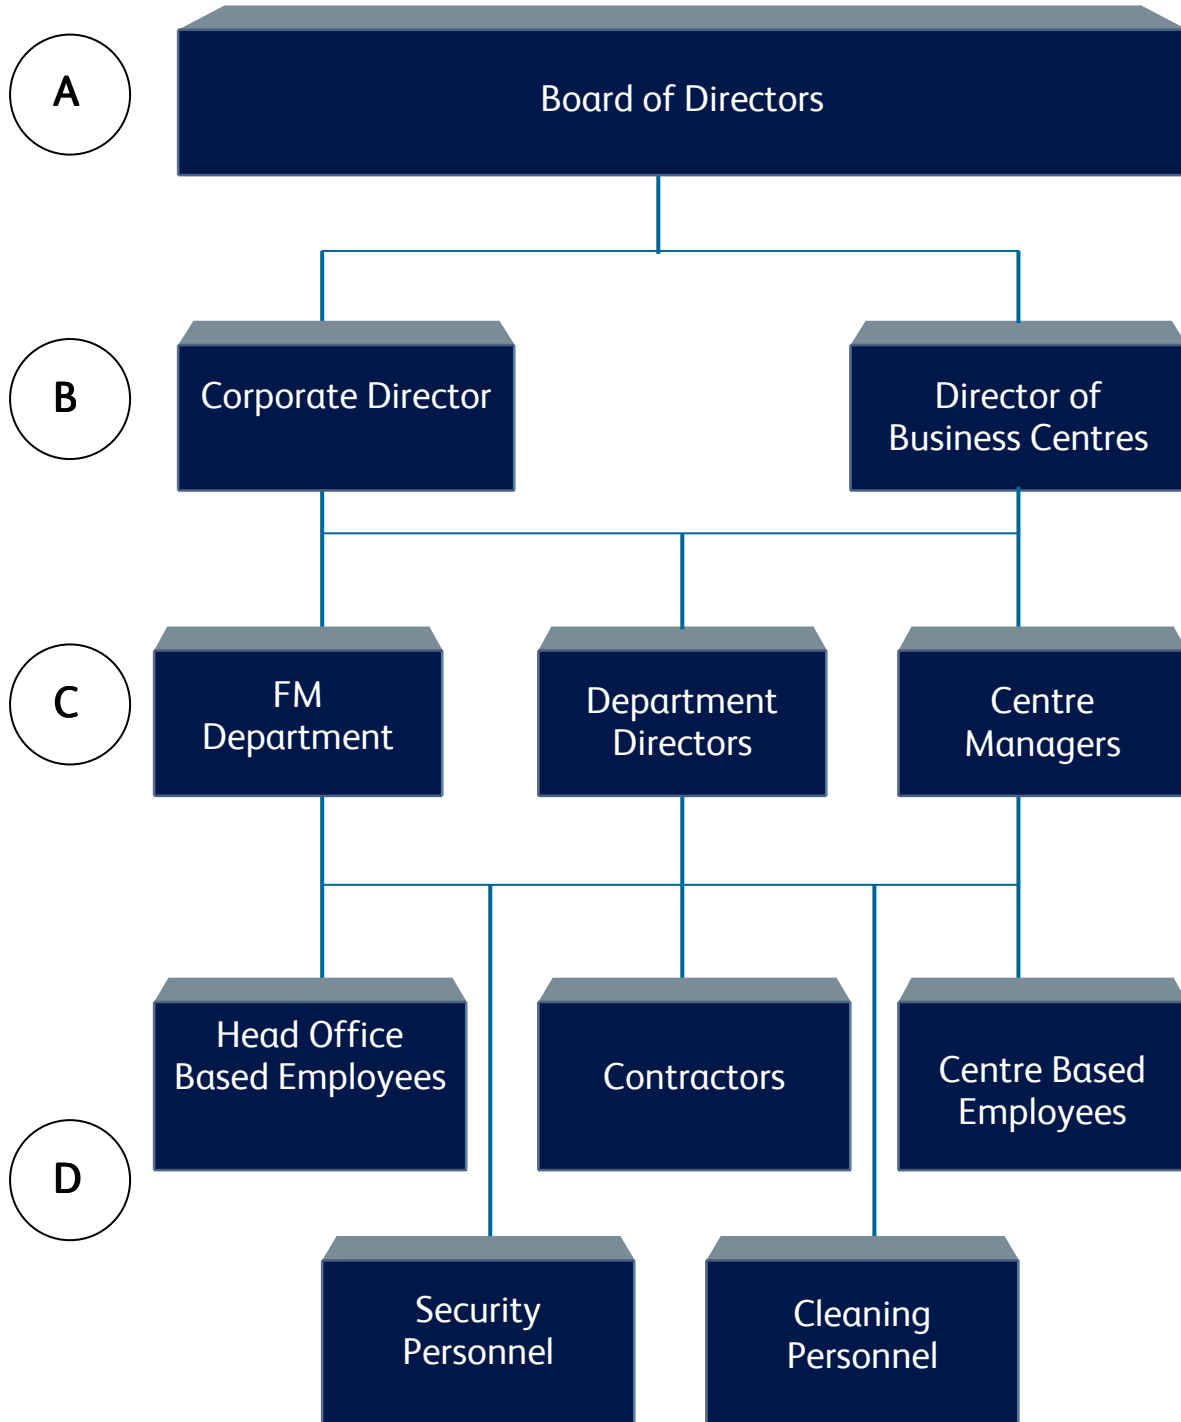 A
Board of Directors
B
Corporate Director
Director of
Business Centres
C
FM
Department
Department
Directors
Centre
Managers
Head Office
Based Employees
Contractors
Centre Based
Employees
D
Security
Personnel
Cleaning
Personnel